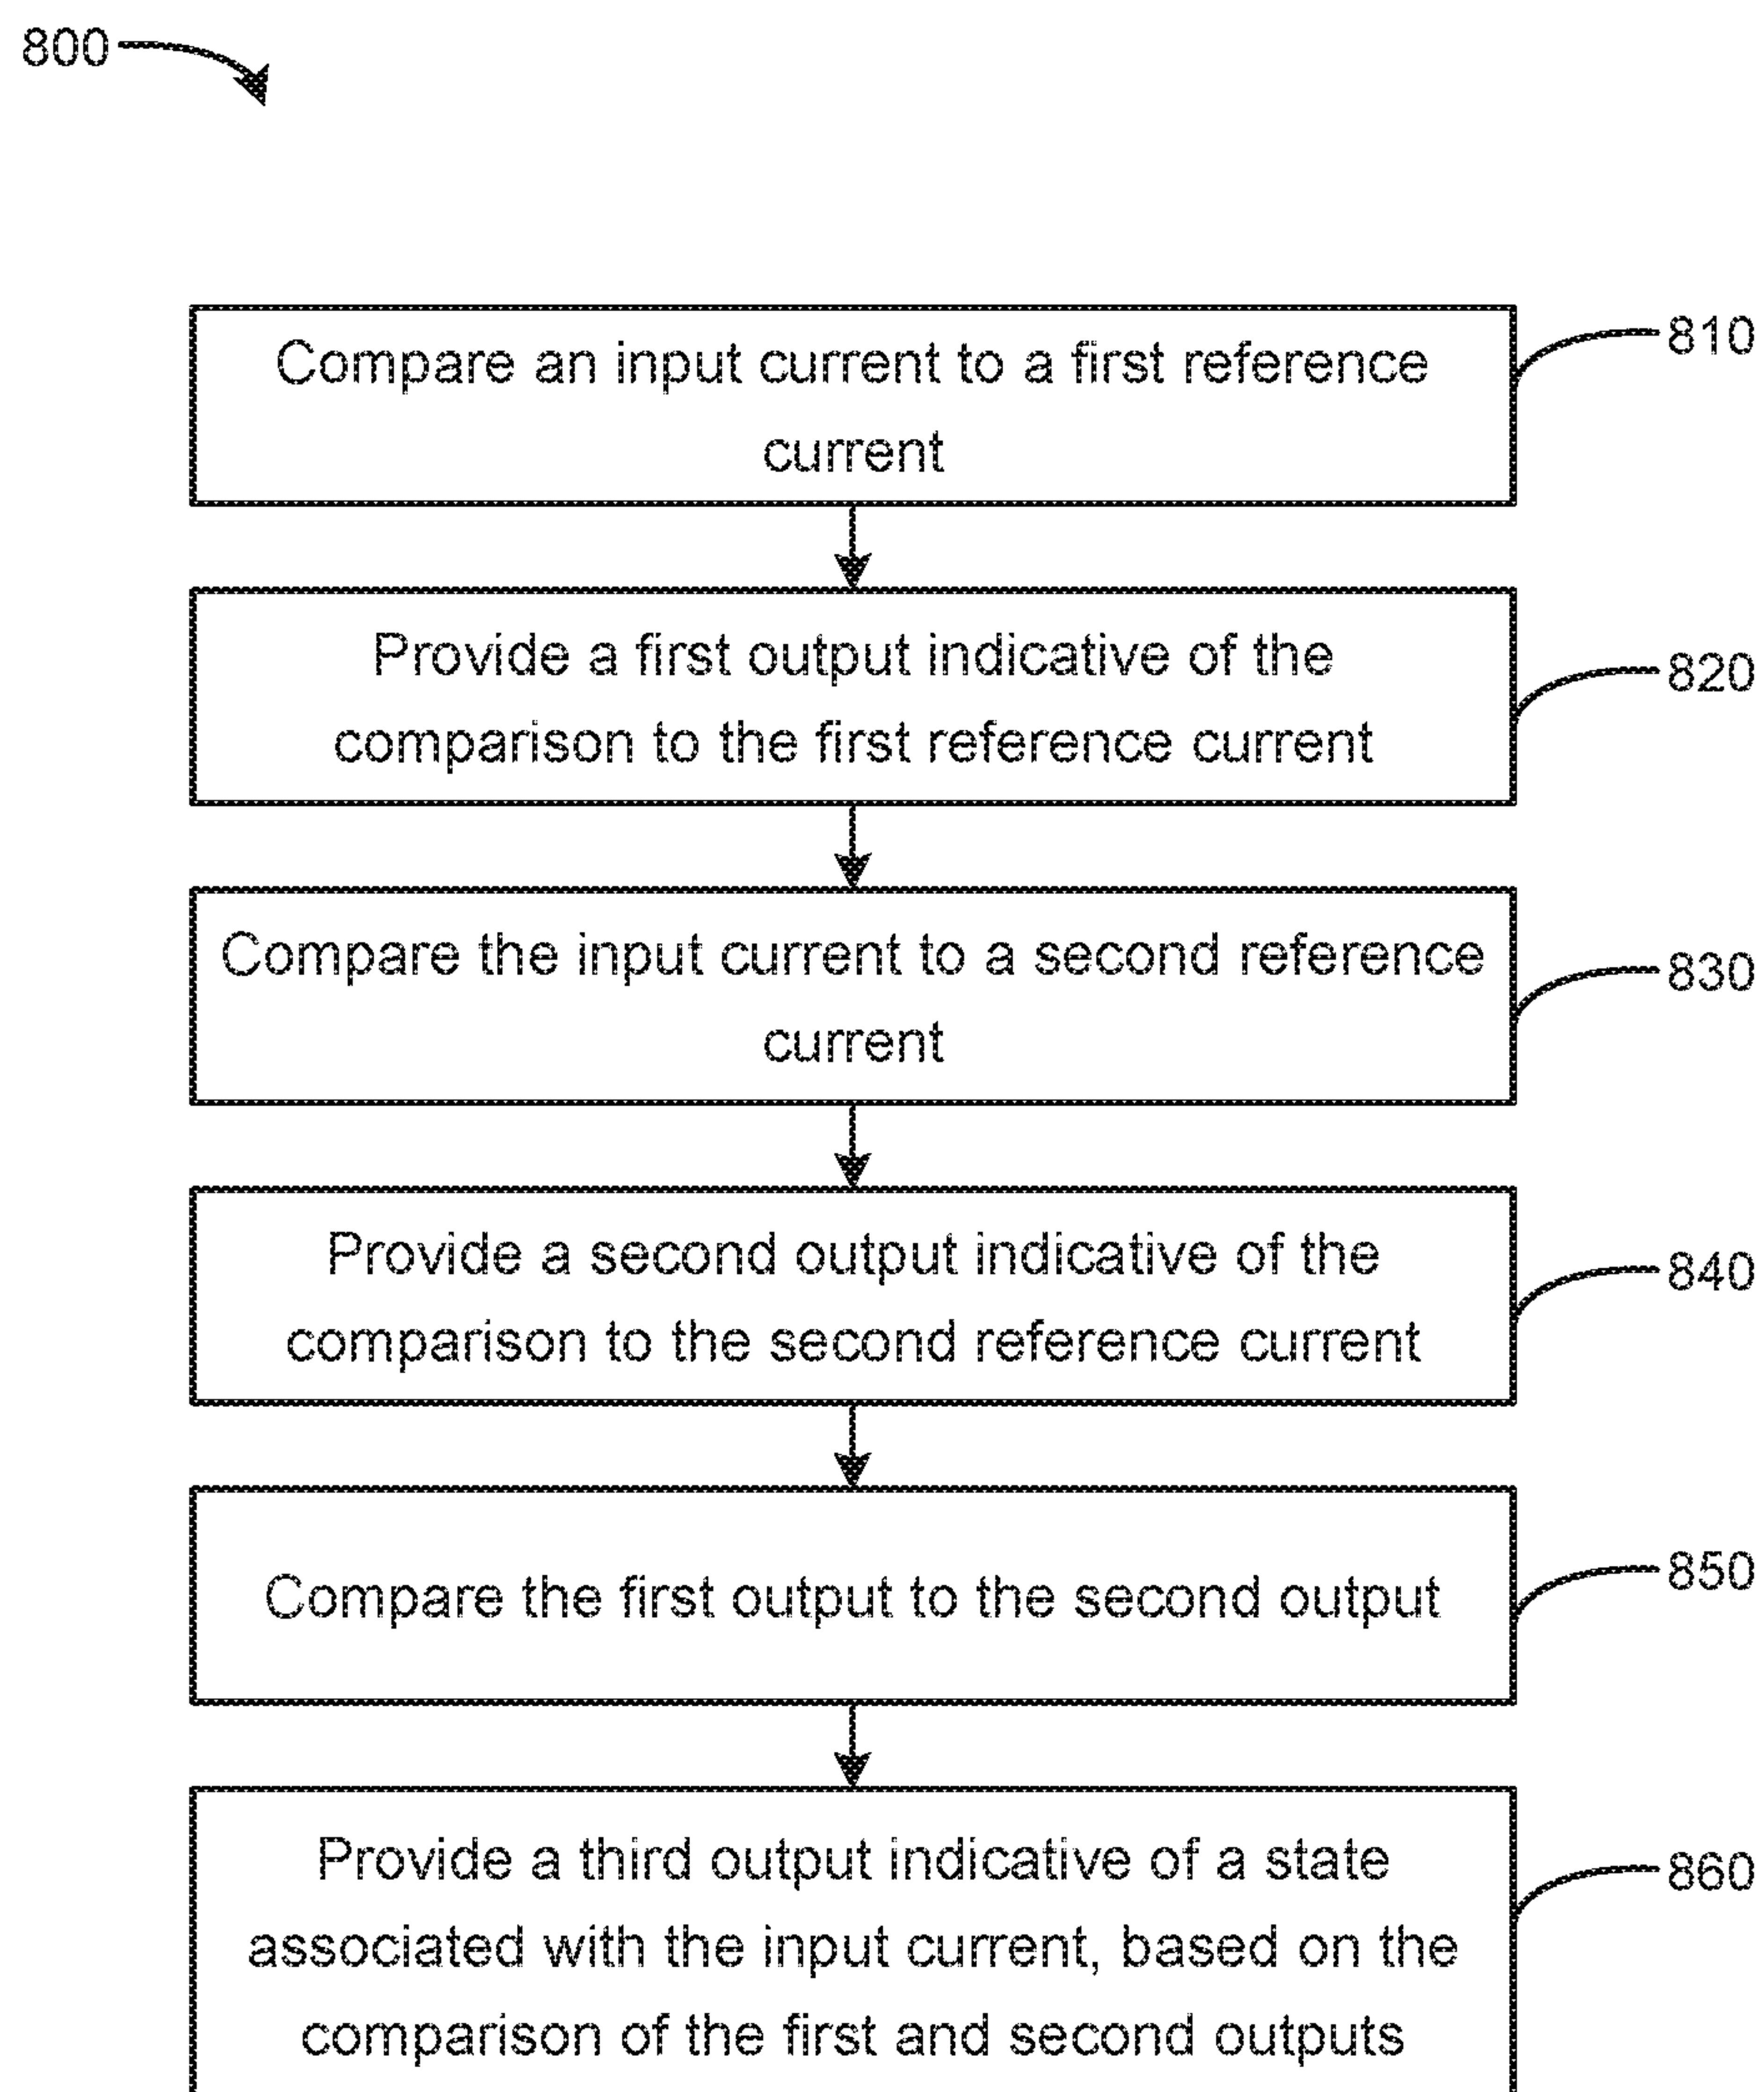 800
Compare an input current to a first reference
current
810
Provide a first output indicative of the
comparison to the first reference current
820
Compare the input current to a second reference
current
830
Provide a second output indicative of the
comparison to the second reference current
840
Compare the first output to the second output
850
Provide a third output indicative of a state
associated with the input current, based on the
comparison of the first and second outputs
860